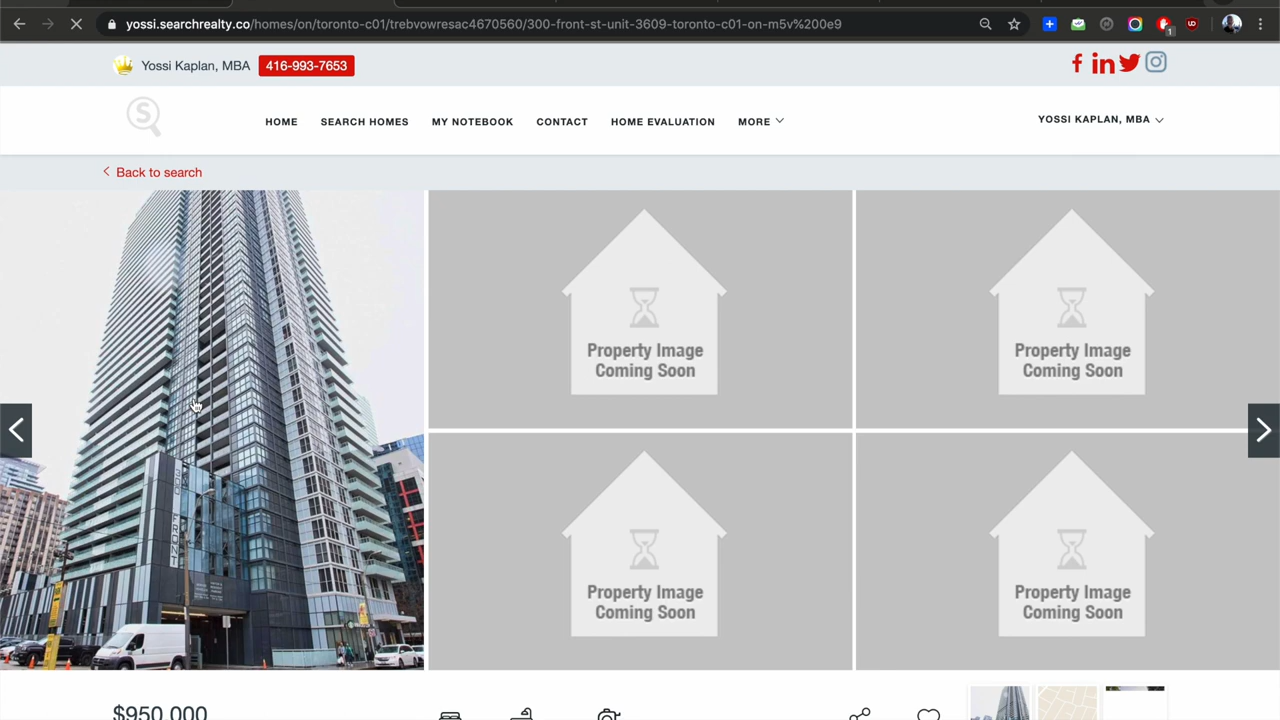 yossi.searchrealty.co/homes/on/toronto-c01/trebvowresac4670560/300-front-st-unit-3609-toronto-c01-on-m5v%200e9
1
Yossi Kaplan, MBA 416-993-7653
S
HOME SEARCH HOMES MY NOTEBOOK CONTACT HOME EVALUATION MORE YOSSI KAPLAN, MBA
Back to search
Property Image
Coming Soon
Property Image
Coming Soon
300 FRONT
Property Image
Coming Soon
Property Image
Coming Soon
$950,000